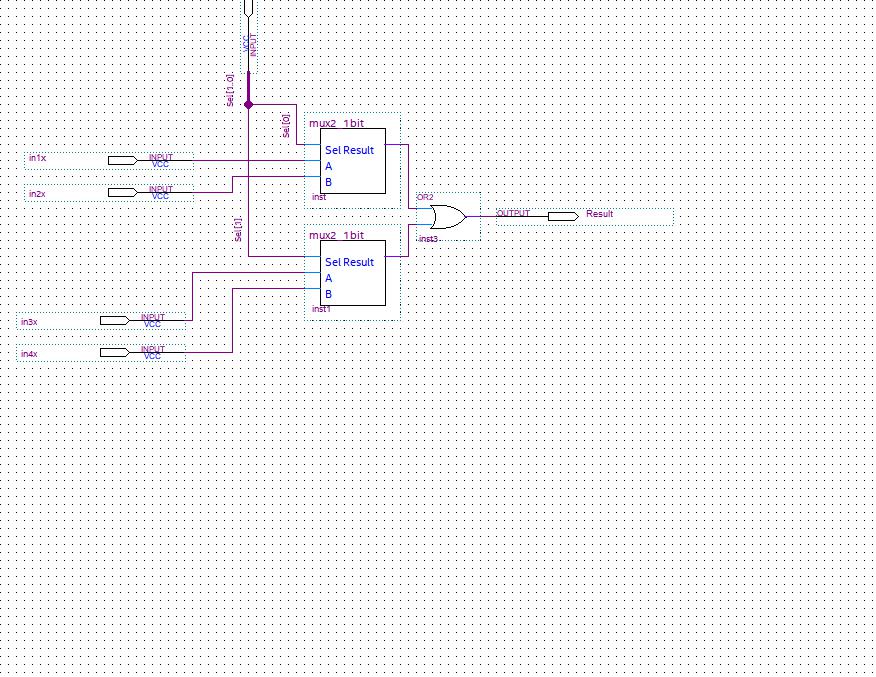 VCC
INPUT
Sel[1..0]
Sel[0]
mux2_1bit
Sel Result
A
B
inst
in1x
INPUT
VCC
in2x
INPUT
VCC
OR2
inst3
OUTPUT
Result
Sel[1]
mux2_1bit
Sel Result
A
B
inst1
in3x
INPUT
VCC
in4x
INPUT
VCC